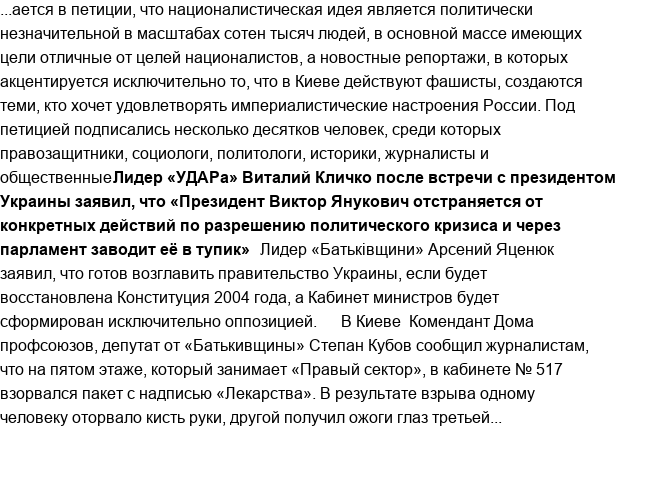 ...ается в петиции, что националистическая идея является политически
незначительной в масштабах сотен тысяч людей, в основной массе имеющих
цели отличные от целей националистов, а новостные репортажи, в которых
акцентируется исключительно то, что в Киеве действуют фашисты, создаются
теми, кто хочет удовлетворять империалистические настроения России. Под
петицией подписались несколько десятков человек, среди которых
правозащитники, социологи, политологи, историки, журналисты и
общественныеЛидер «УДАРа» Виталий Кличко после встречи с президентом
Украины заявил, что «Президент Виктор Янукович отстраняется от
конкретных действий по разрешению политического кризиса и через
парламент заводит её в тупик» Лидер «Батьківщини» Арсений Яценюк
заявил, что готов возглавить правительство Украины, если будет
восстановлена Конституция 2004 года, а Кабинет министров будет
сформирован исключительно оппозицией. В Киеве Комендант Дома
профсоюзов, депутат от «Батькивщины» Степан Кубов сообщил журналистам,
что на пятом этаже, который занимает «Правый сектор», в кабинете № 517
взорвался пакет с надписью «Лекарства». В результате взрыва одному
человеку оторвало кисть руки, другой получил ожоги глаз третьей...